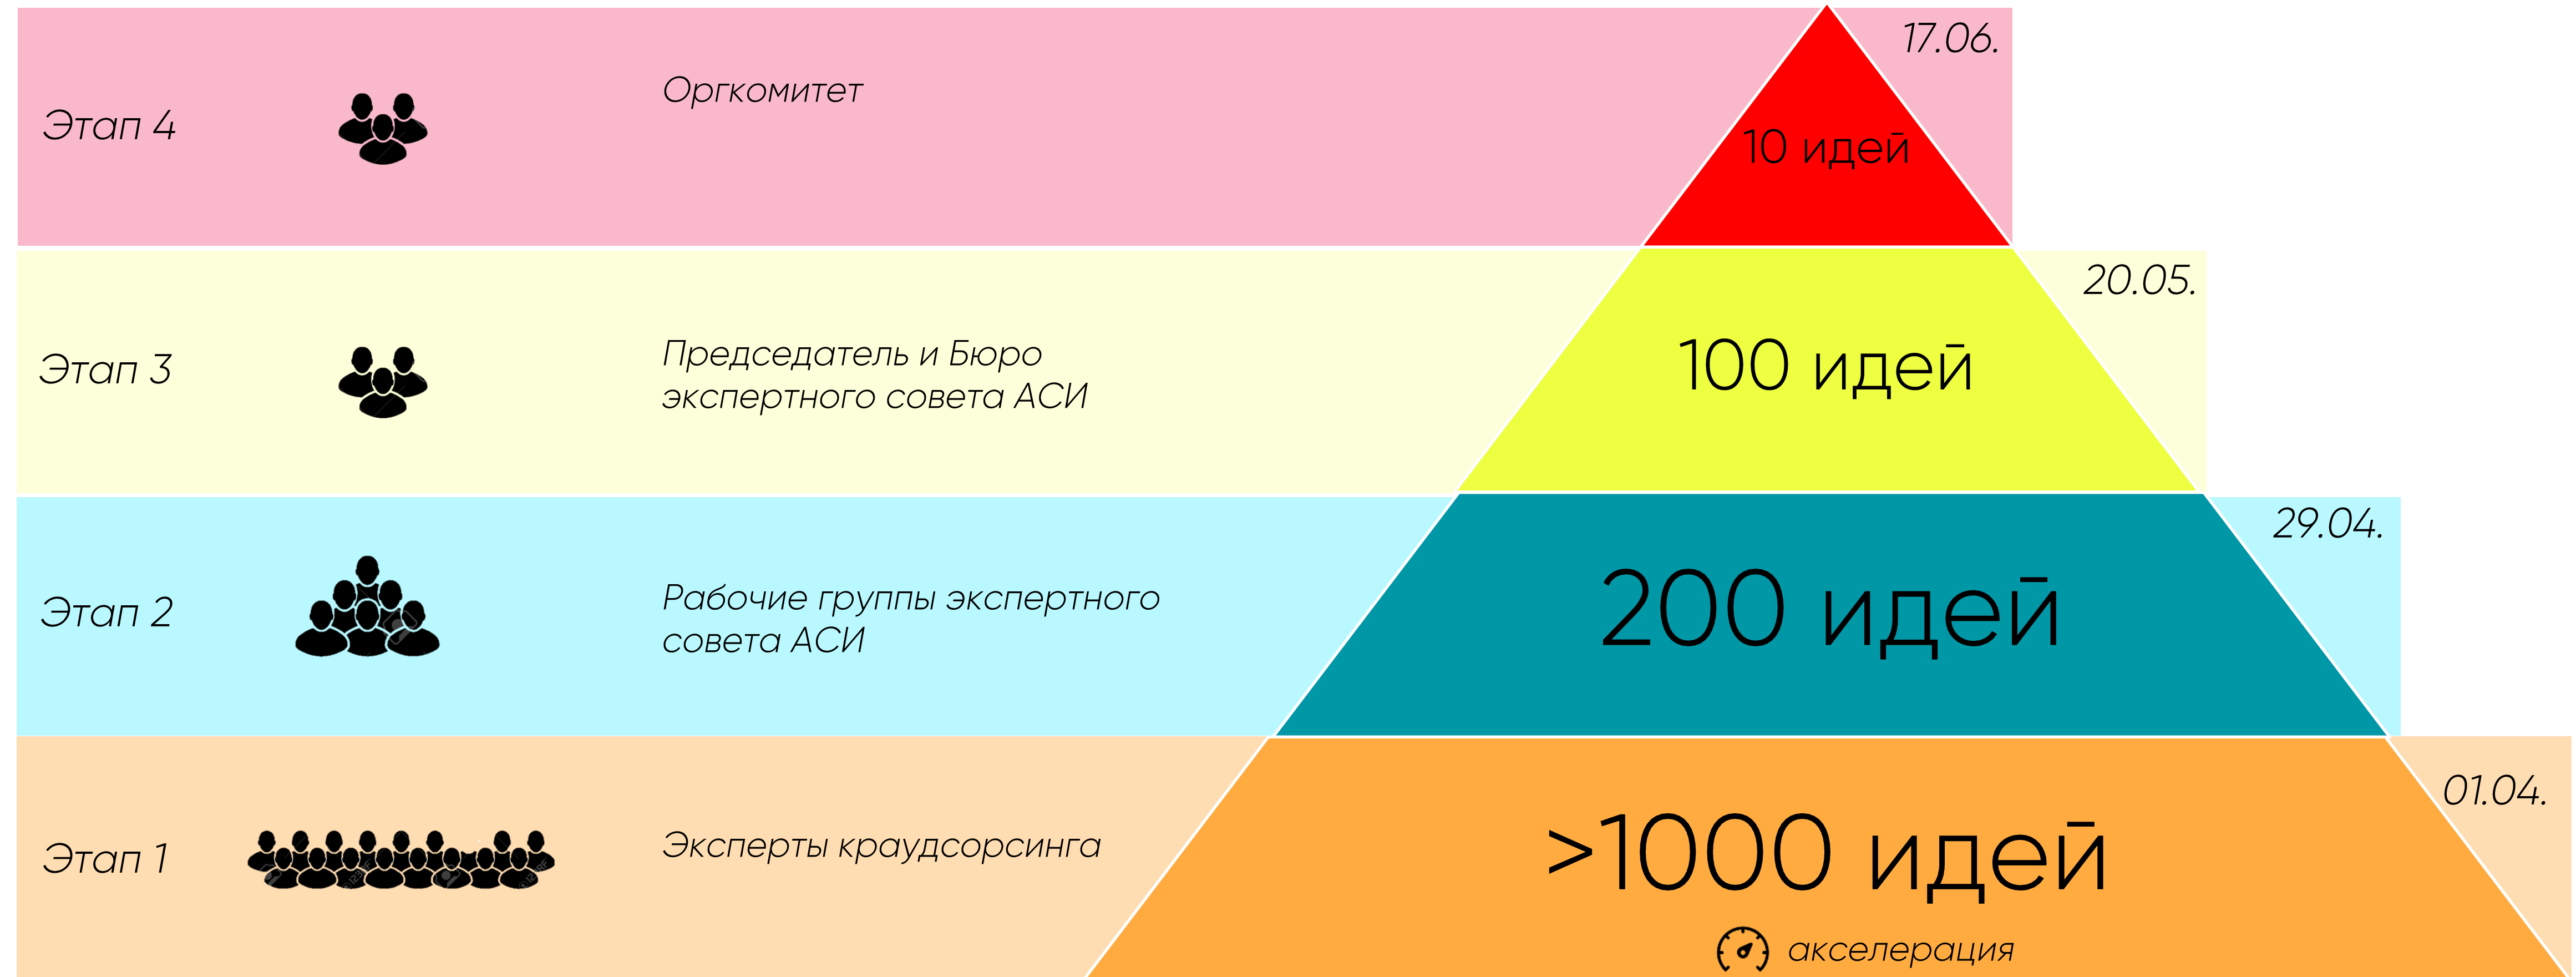 17.06.
Этап 4
Оргкомитет
10 идей
20.05.
Этап 3
Председатель и Бюро
экспертного совета АСИ
100 идей
29.04.
Этап 2
Рабочие группы экспертного
совета АСИ
200 идей
01.04.
Этап 1
Эксперты краудсорсинга
>1000 идей
акселерация